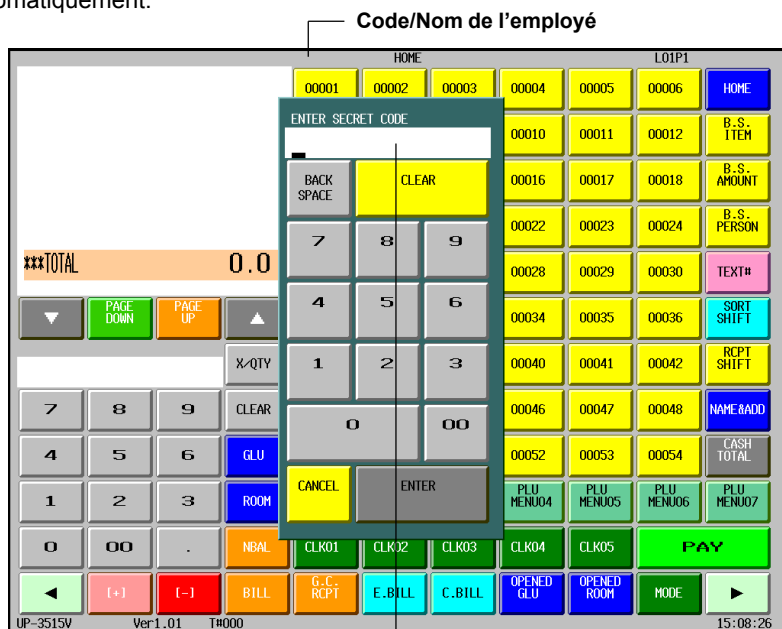 omatiquement.
Code/Nom de l’employé
HOME L01P1
00001 00002 00003 00004 00005 00006 HOME
ENTER SECRET CODE
00010 00011 00012 B.S. ITEM
BACK SPACE CLEAR
00016 00017 00018 B.S. AMOUNT
7 8 9
00022 00023 00024 B.S. PERSON
***TOTAL 0.0
00028 00029 00030 TEXT#
PAGE DOWN PAGE UP
4 5 6
00034 00035 00036 SORT SHIFT
X/QTY
1 2 3
00040 00041 00042 RCPT SHIFT
7 8 9 CLEAR
0 00
00046 00047 00048 NAME&ADD
4 5 6 GLU
00052 00053 00054 CASH TOTAL
CANCEL ENTER
1 2 3 ROOM
PLU MENU04 PLU MENU05 PLU MENU06 PLU MENU07
0 00 . NBAL CLK01 CLK02 CLK03 CLK04 CLK05 PAY
[+] [-] BILL G.C. RCPT E.BILL C.BILL OPENED GLU OPENED ROOM MODE
UP-3515V Ver1.01 T#000 15:08:26